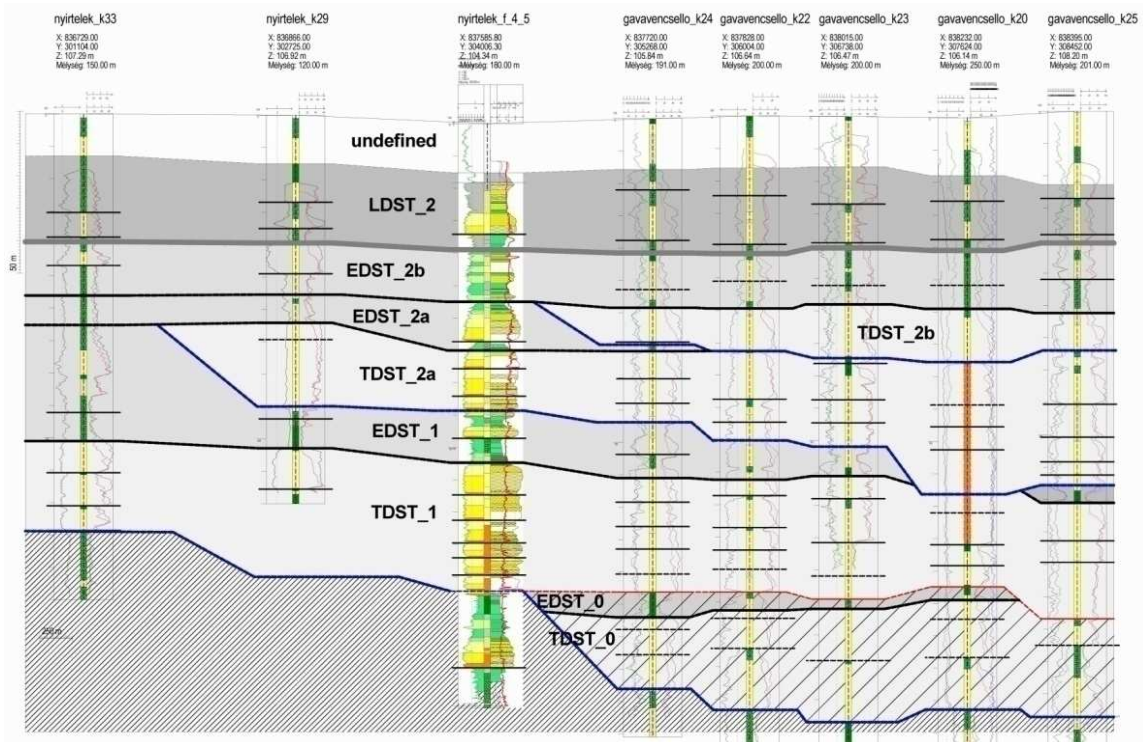 nyirtelek_k33
X: 836729.00
Y: 301104.00
Z: 107.29 m
Mélység: 150.00 m
nyirtelek_k29
X: 836866.00
Y: 302725.00
Z: 106.92 m
Mélység: 120.00 m
nyirtelek_f_4_5
X: 837585.80
Y: 304006.30
Z: 104.34 m
Mélység: 180.00 m
gavavencsello_k24
X: 837720.00
Y: 305268.00
Z: 105.84 m
Mélység: 191.00 m
gavavencsello_k22
X: 837828.00
Y: 306004.00
Z: 106.64 m
Mélység: 200.00 m
gavavencsello_k23
X: 838015.00
Y: 306738.00
Z: 106.47 m
Mélység: 200.00 m
gavavencsello_k20
X: 838232.00
Y: 307624.00
Z: 106.14 m
Mélység: 250.00 m
gavavencsello_k25
X: 838395.00
Y: 308452.00
Z: 108.20 m
Mélység: 201.00 m
undefined
LDST_2
50 m
EDST_2b
EDST_2a
TDST_2b
TDST_2a
EDST_1
TDST_1
EDST_0
TDST_0
250 m